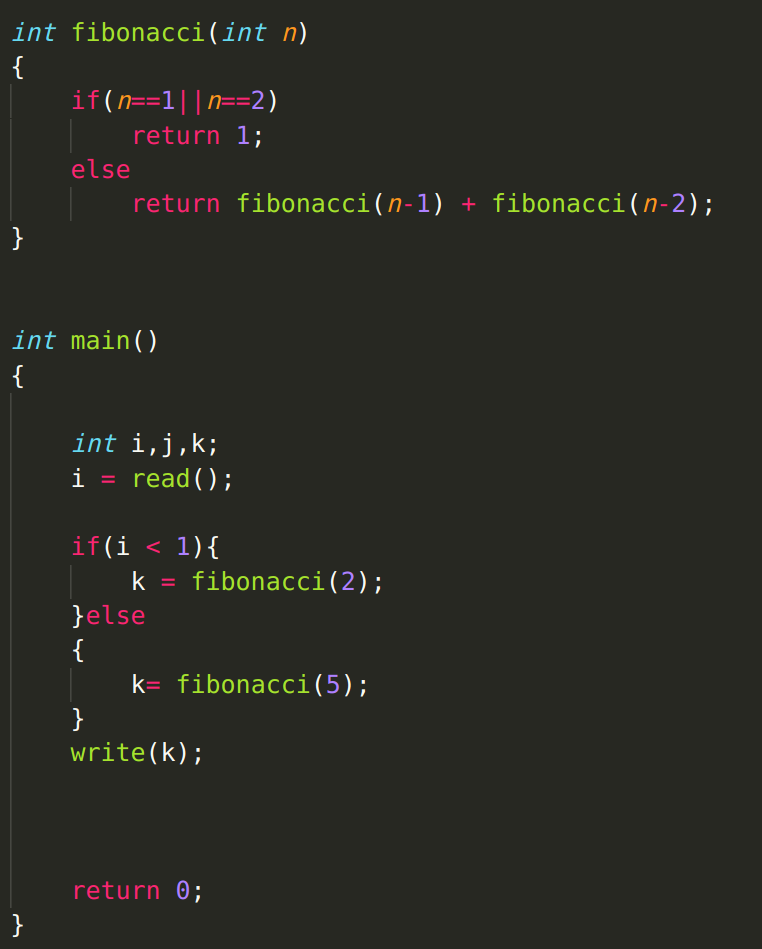 int fibonacci(int n)
{
    if(n==1||n==2)
        return 1;
    else
        return fibonacci(n-1) + fibonacci(n-2);
}
int main()
{
    int i,j,k;
    i = read();
    if(i < 1){
        k = fibonacci(2);
    }else
    {
        k= fibonacci(5);
    }
    write(k);
    return 0;
}